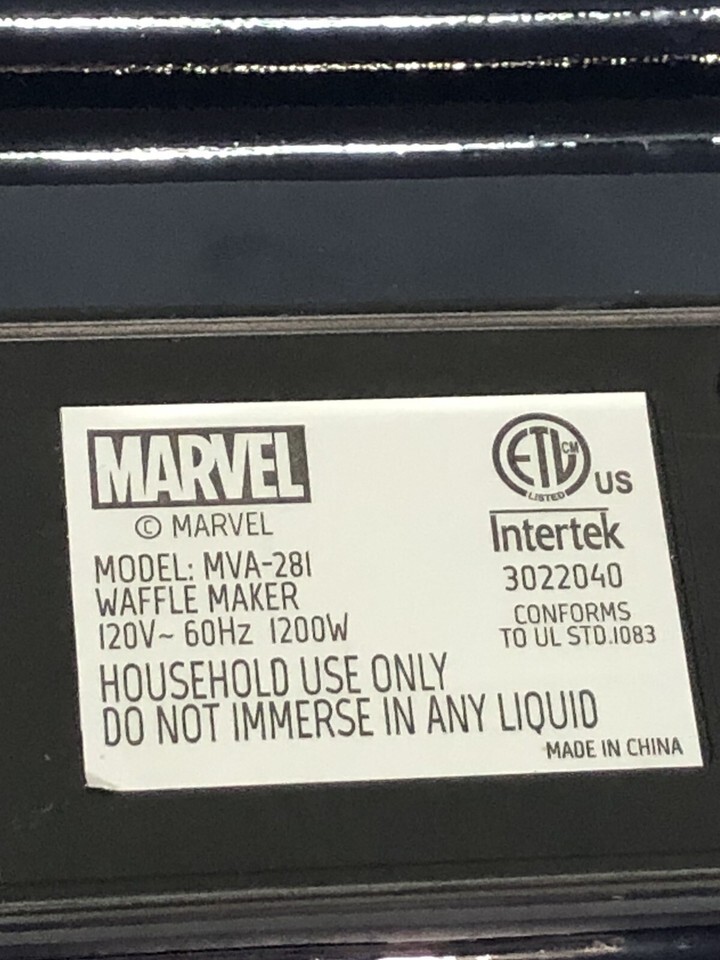 MARVEL
© MARVEL
MODEL: MVA-281
WAFFLE MAKER
120V~ 60Hz 1200W
HOUSEHOLD USE ONLY
DO NOT IMMERSE IN ANY LIQUID
ETL CM
LISTED
US
Intertek
3022040
CONFORMS
TO UL STD.1083
MADE IN CHINA